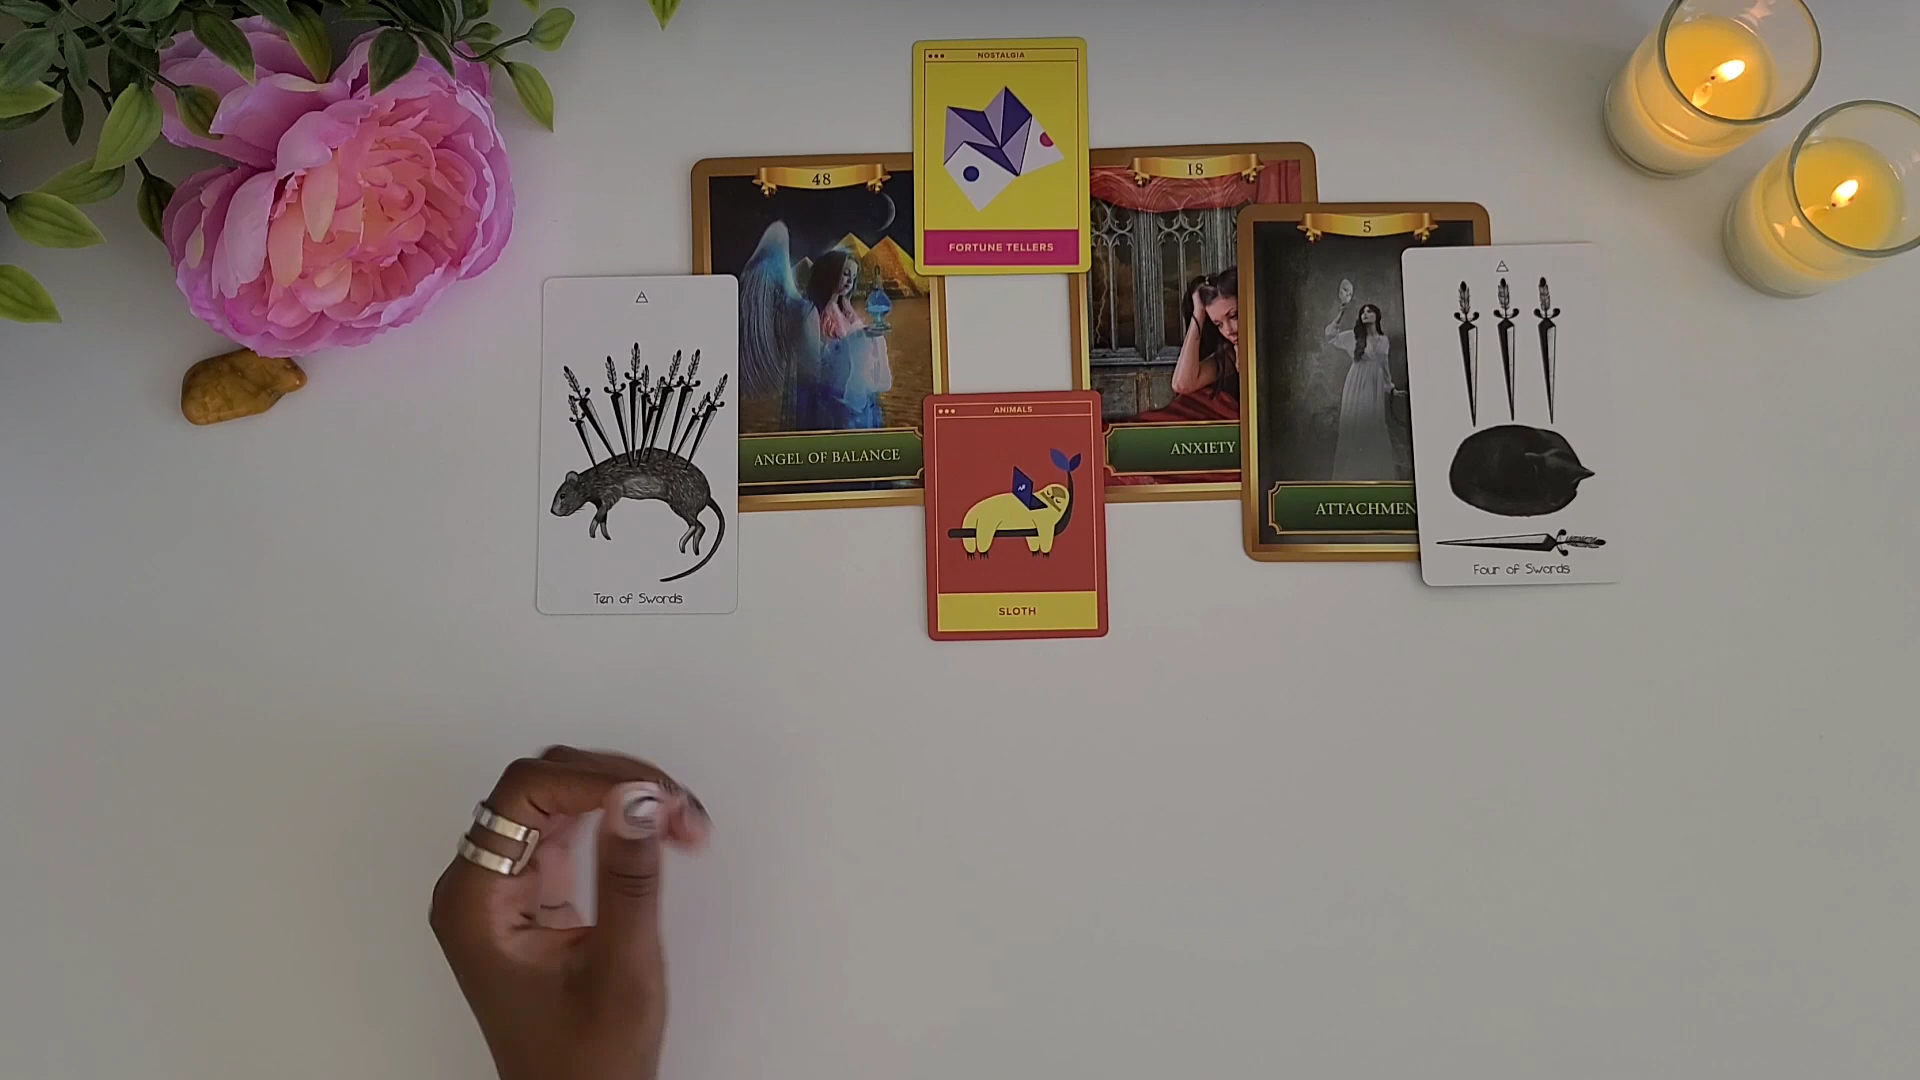 NOSTALGIA
FORTUNE TELLERS
48
ANGEL OF BALANCE
18
ANXIETY
5
ATTACHMEN
ANIMALS
SLOTH
Ten of Swords
Four of Swords